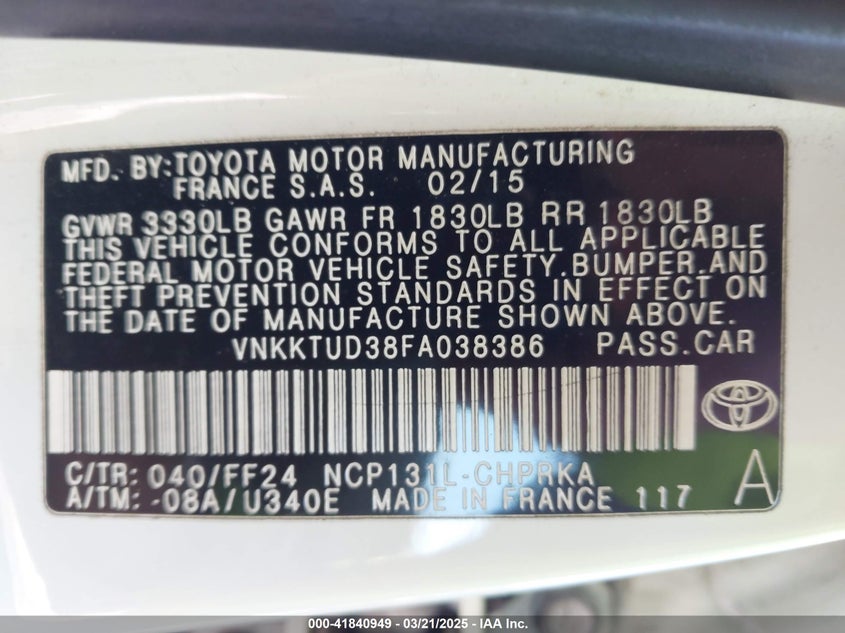 MFD. BY:TOYOTA MOTOR MANUFACTURING
FRANCE S.A.S. 02/15
GVWR 3330LB GAWR FR 1830LB RR 1830LB
THIS VEHICLE CONFORMS TO ALL APPLICABLE
FEDERAL MOTOR VEHICLE SAFETY,BUMPER,AND
THEFT PREVENTION STANDARDS IN EFFECT ON
THE DATE OF MANUFACTURE SHOWN ABOVE.
VNKKTUD38FA038386 PASS.CAR
C/TR: 040/FF24 NCP131L-CHPRKA
A/TM: -08A/U340E MADE IN FRANCE 117 A
000-41840949 - 03/21/2025 - IAA Inc.